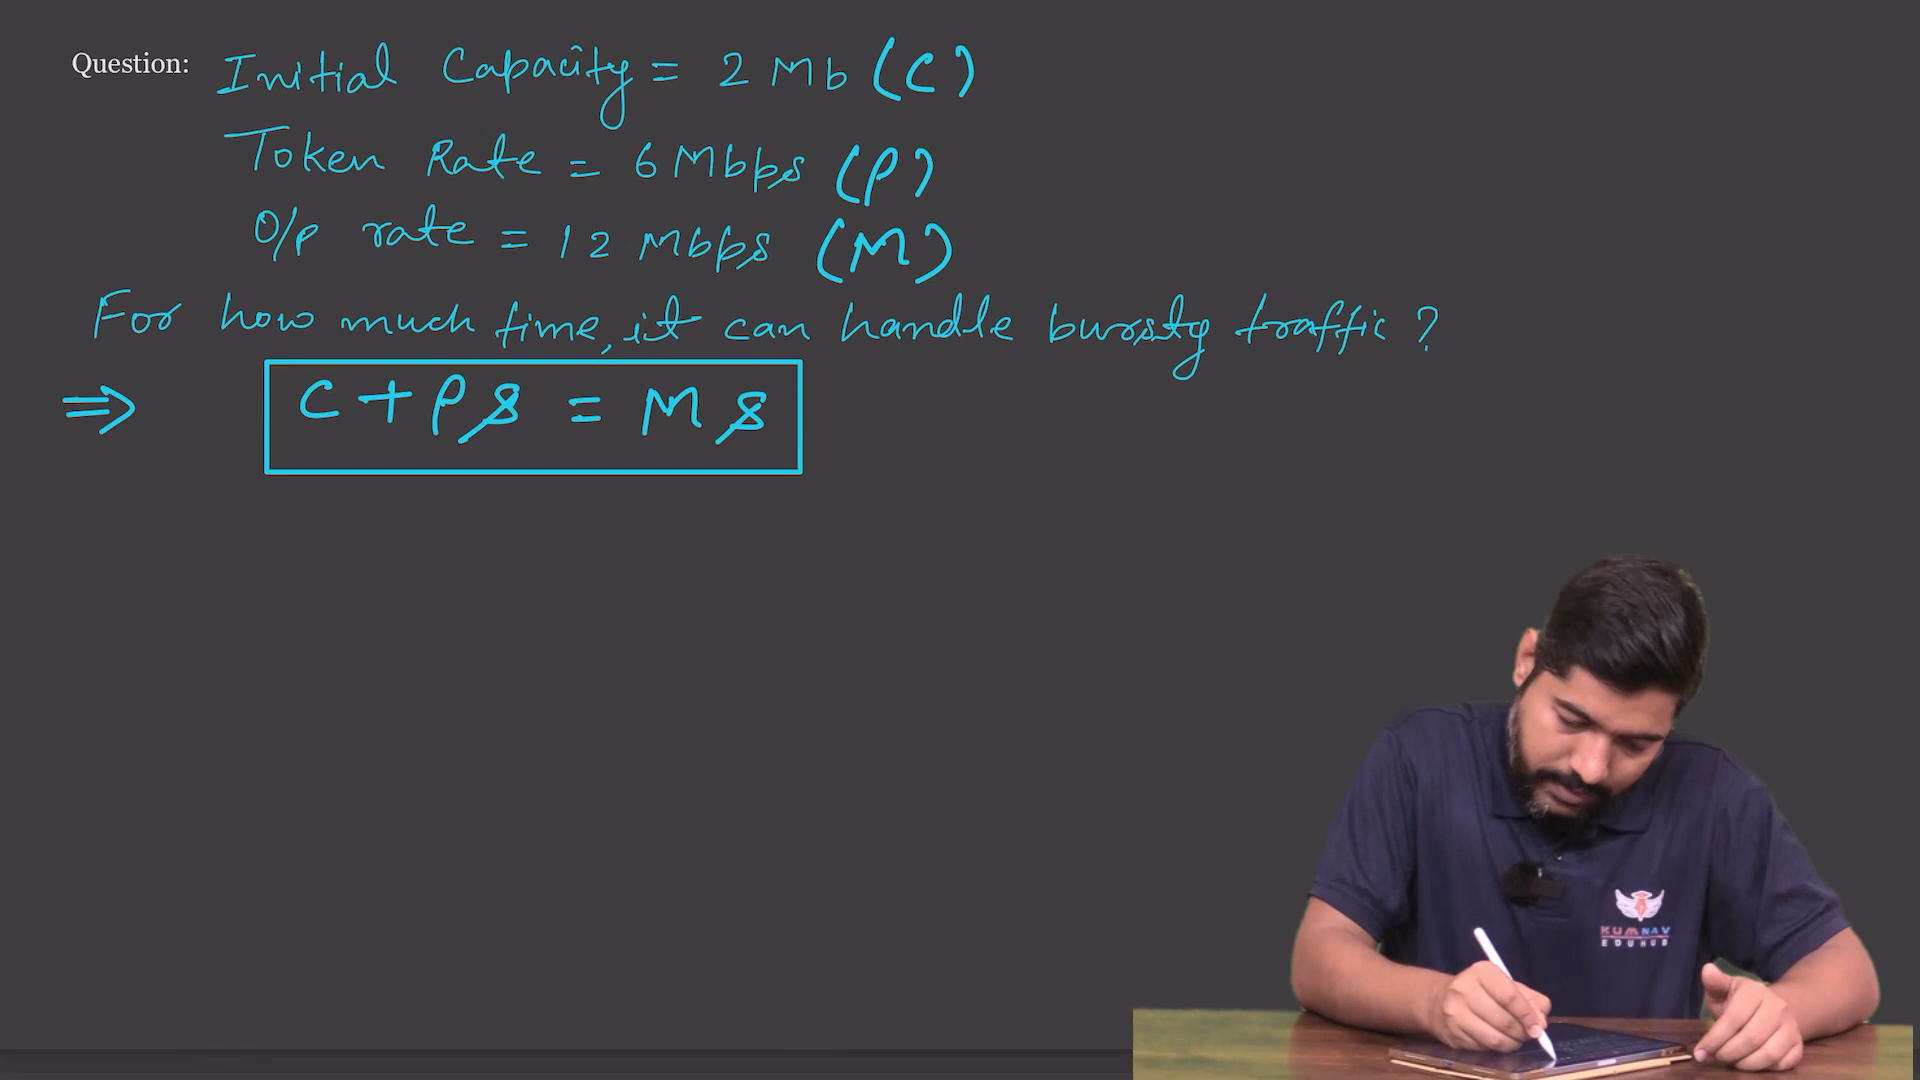 Question: Initial Capacity = 2 Mb (C)
Token Rate = 6 Mbps (ρ)
O/P rate = 12 Mbps (M)
For how much time, it can handle bursty traffic ?
⇒ C + ρs = Ms
KUMNAV
EDUHUB